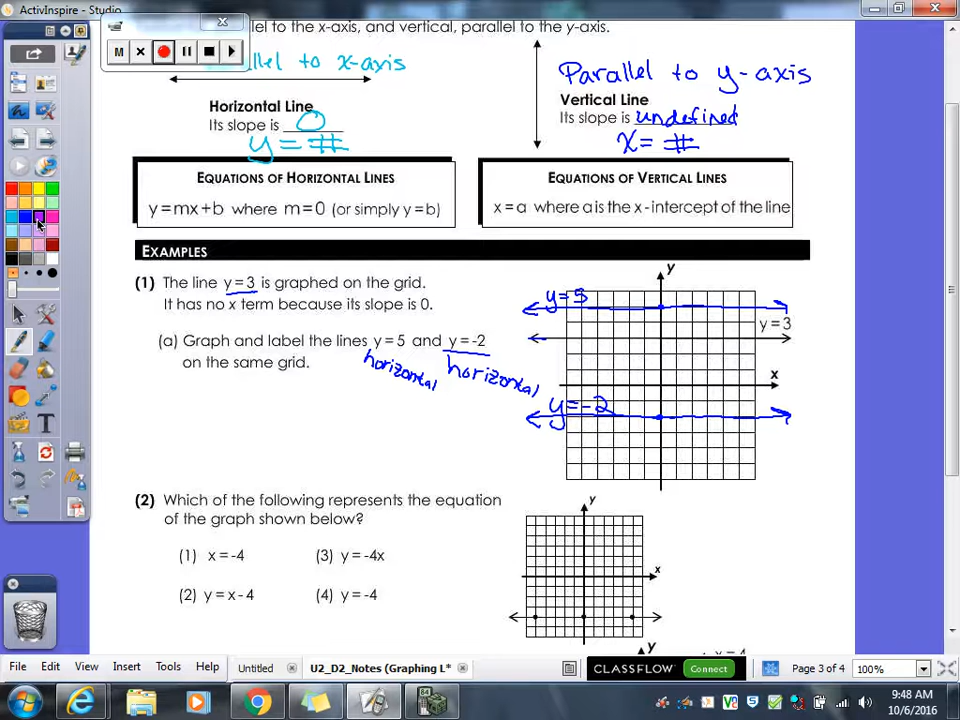 ActivInspire - Studio
llel to the x-axis, and vertical, parallel to the y-axis.
M
llel to x-axis
Parallel to y-axis
Horizontal Line
Its slope is 0
y = #
Vertical Line
Its slope is undefined
x = #
EQUATIONS OF HORIZONTAL LINES
y=mx+b where m=0 (or simply y=b)
EQUATIONS OF VERTICAL LINES
x=a where a is the x-intercept of the line
EXAMPLES
(1) The line y=3 is graphed on the grid.
It has no x term because its slope is 0.
(a) Graph and label the lines y=5 and y=-2
on the same grid.
horizontal
horizontal
y
y=5
y=3
x
y=-2
(2) Which of the following represents the equation
of the graph shown below?
(1) x=-4
(3) y=-4x
(2) y=x-4
(4) y=-4
y
x
y
File Edit View Insert Tools Help
Untitled
U2_D2_Notes (Graphing L*
CLASSFLOW Connect
Page 3 of 4
100%
9:48 AM
10/6/2016